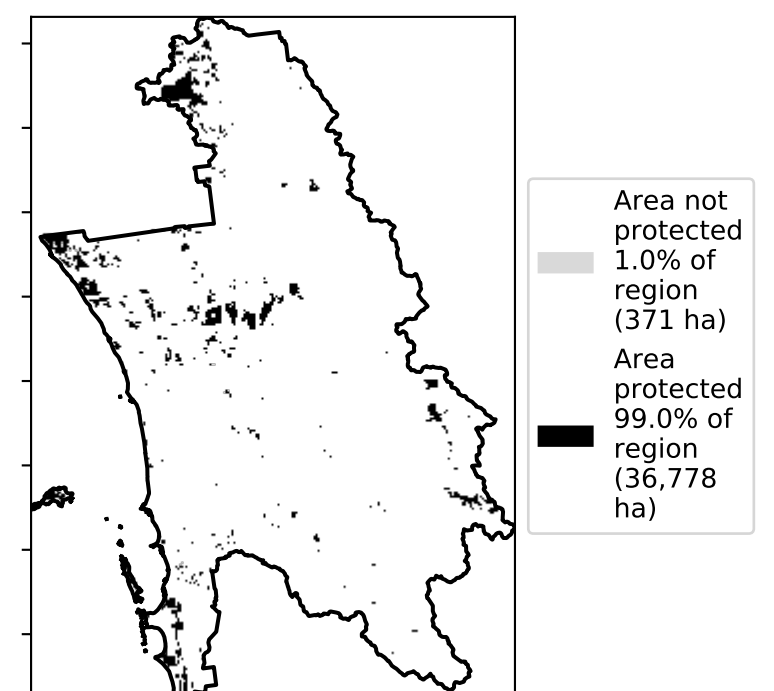 Area not
protected
1.0% of
region
(371 ha)
Area
protected
99.0% of
region
(36,778
ha)